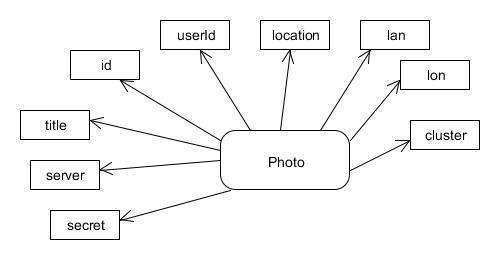 userId
location
lan
id
lon
title
cluster
Photo
server
secret